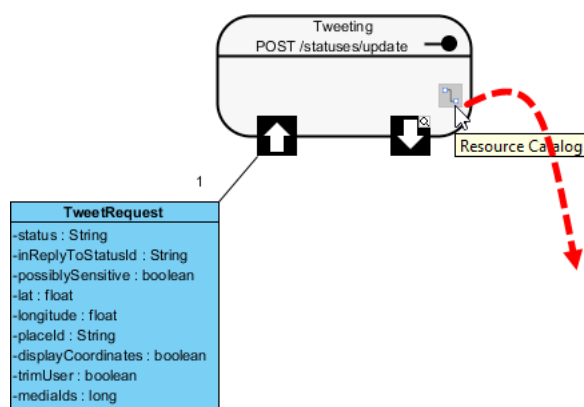 Tweeting
POST /statuses/update
Resource Catalog
1
TweetRequest
-status : String
-inReplyToStatusId : String
-possiblySensitive : boolean
-lat : float
-longitude : float
-placeId : String
-displayCoordinates : boolean
-trimUser : boolean
-mediaIds : long